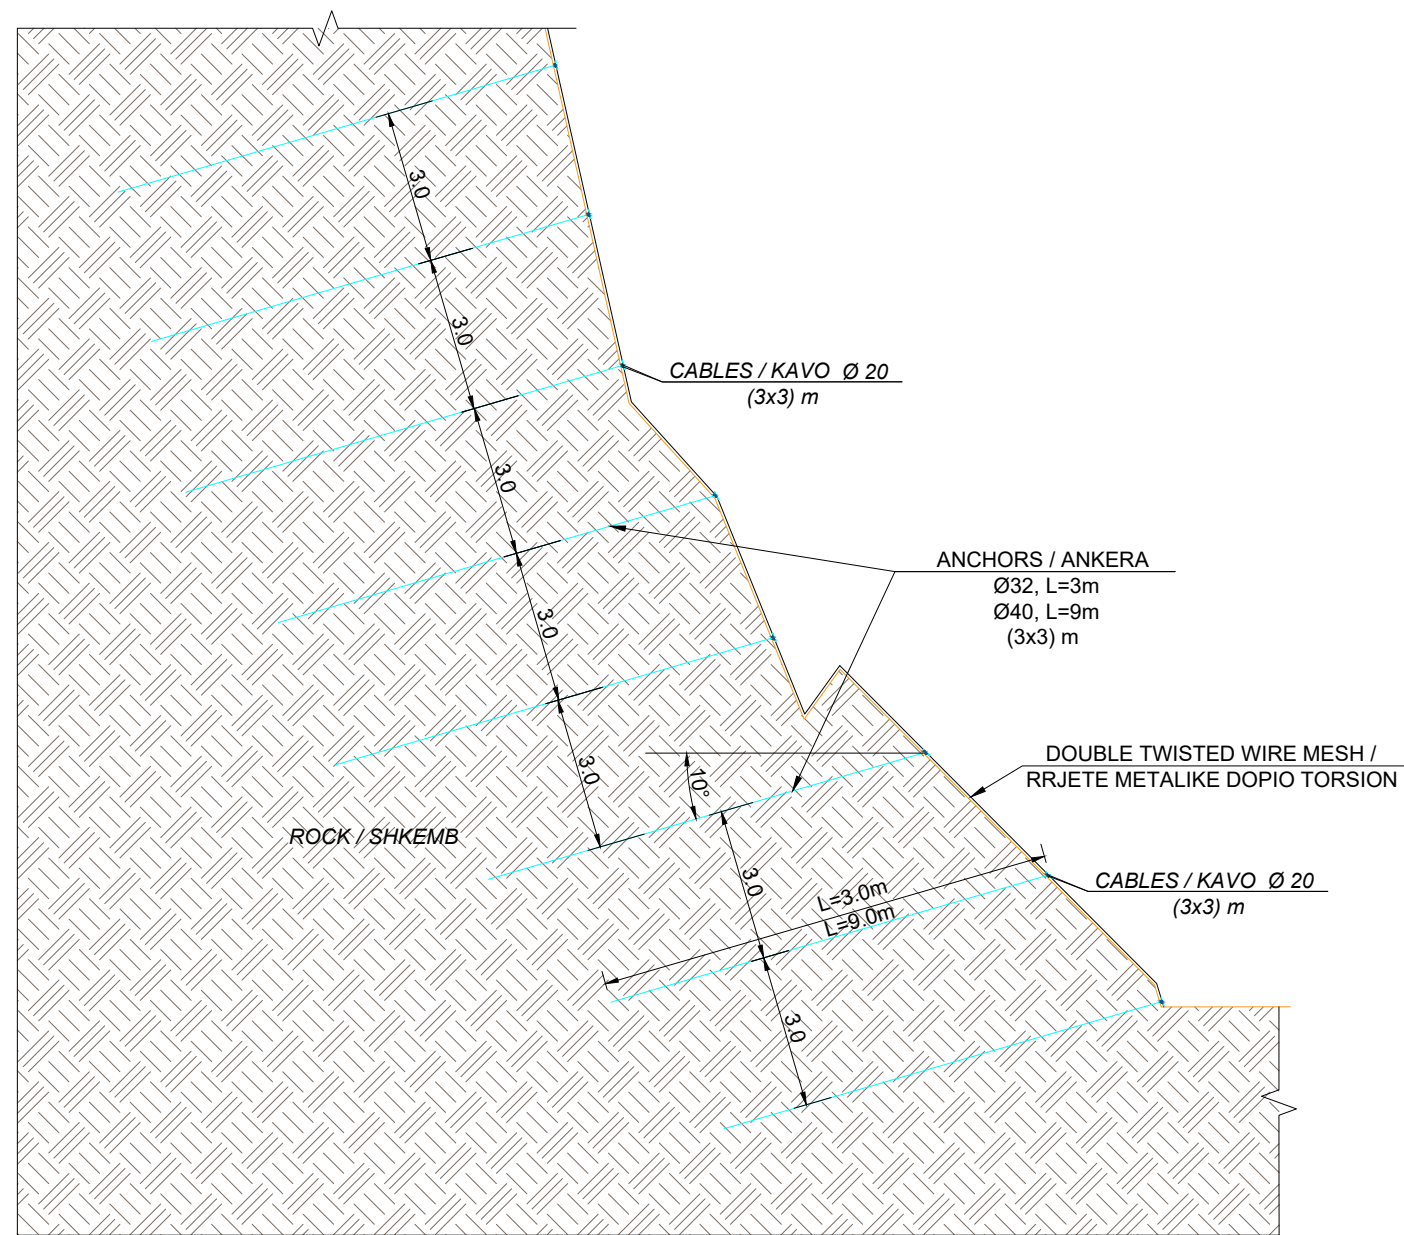 3.0
3.0
CABLES / KAVO Ø 20
(3x3) m
3.0
ANCHORS / ANKERA
Ø32, L=3m
Ø40, L=9m
(3x3) m
3.0
3.0
10°
DOUBLE TWISTED WIRE MESH /
RRJETE METALIKE DOPIO TORSION
ROCK / SHKEMB
3.0
L=3.0m
L=9.0m
CABLES / KAVO Ø 20
(3x3) m
3.0